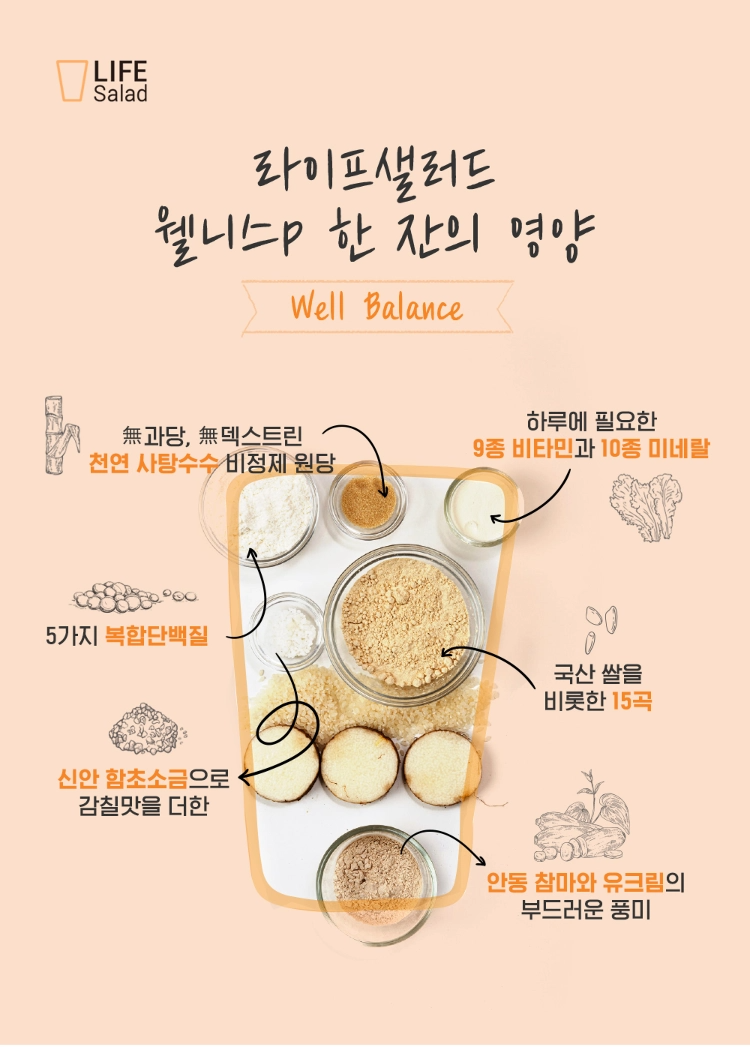 LIFE
Salad
라이프샐러드
웰니스P 한 잔의 영양
Well Balance
無과당, 無덱스트린
천연 사탕수수 비정제 원당
하루에 필요한
9종 비타민과 10종 미네랄
5가지 복합단백질
국산 쌀을
비롯한 15곡
신안 함초소금으로
감칠맛을 더한
안동 참마와 유크림의
부드러운 풍미